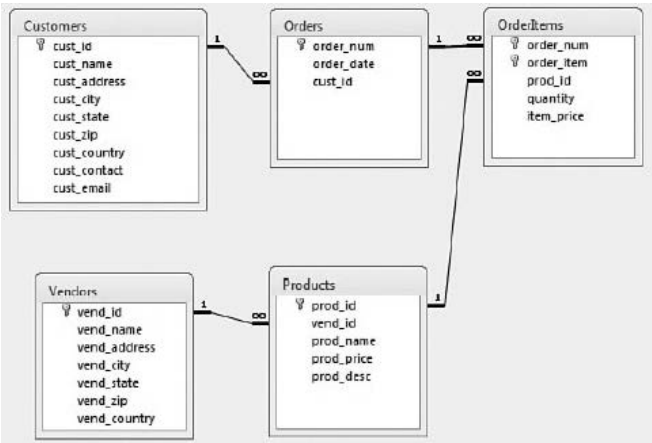 Customers
cust_id
cust_name
cust_address
cust_city
cust_state
cust_zip
cust_country
cust_contact
cust_email
1
∞
Orders
order_num
order_date
cust_id
1
∞
∞
OrderItems
order_num
order_item
prod_id
quantity
item_price
Vendors
vend_id
vend_name
vend_address
vend_city
vend_state
vend_zip
vend_country
1
∞
Products
prod_id
vend_id
prod_name
prod_price
prod_desc
1